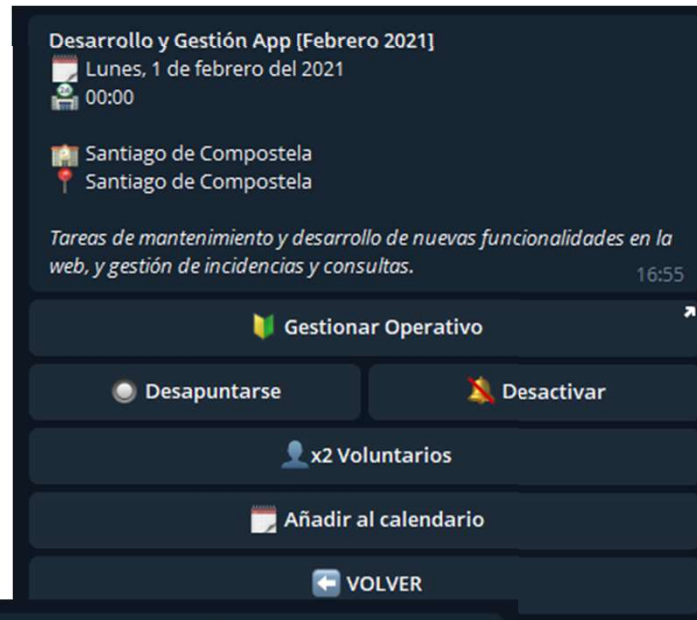 Desarrollo y Gestión App [Febrero 2021]
Lunes, 1 de febrero del 2021
24
00:00
Santiago de Compostela
Santiago de Compostela
Tareas de mantenimiento y desarrollo de nuevas funcionalidades en la
web, y gestión de incidencias y consultas.
16:55
Gestionar Operativo
Desapuntarse
Desactivar
x2 Voluntarios
Añadir al calendario
VOLVER